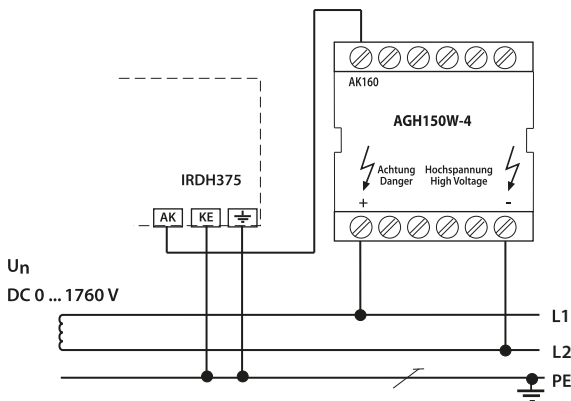 AK160
AGH150W-4
Achtung Hochspannung
Danger High Voltage
+ -
IRDH375
AK KE
Un
DC 0 ... 1760 V
L1
L2
PE